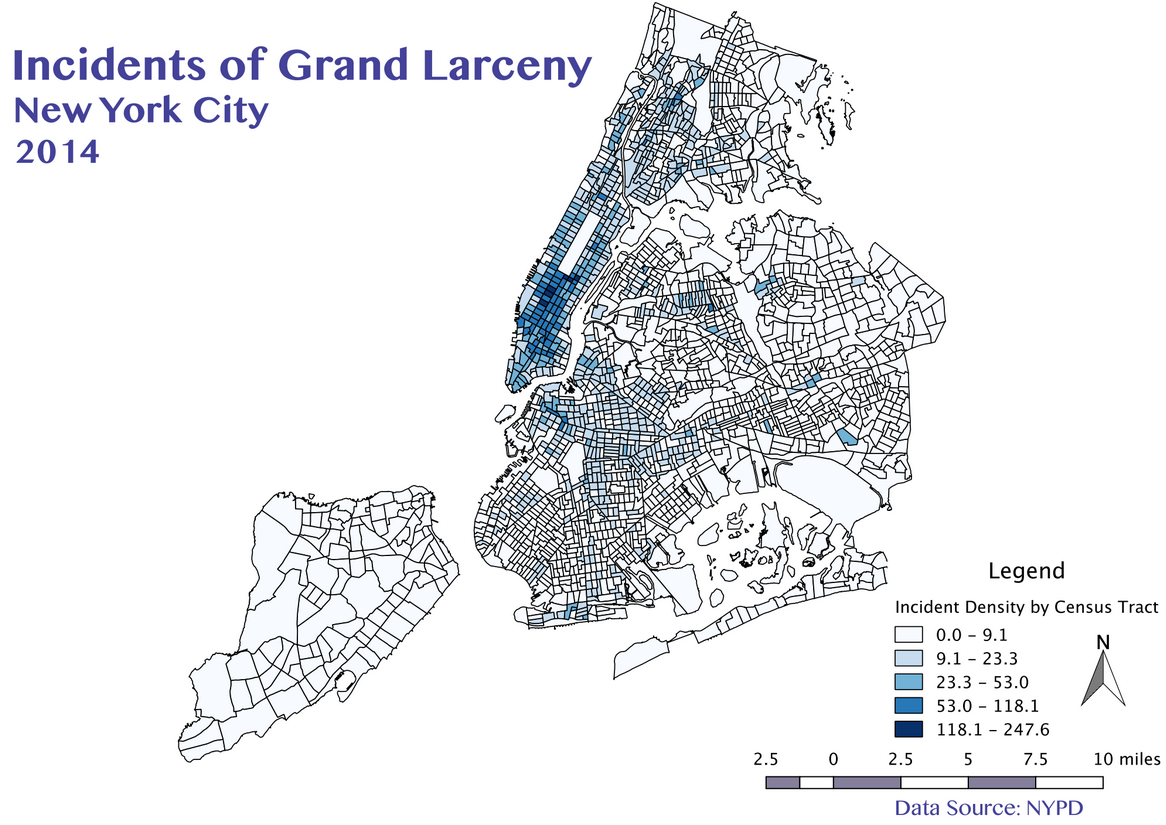 Incidents of Grand Larceny
New York City
2014
Legend
Incident Density by Census Tract
0.0 – 9.1
9.1 – 23.3
23.3 – 53.0
53.0 – 118.1
118.1 – 247.6
N
2.5 0 2.5 5 7.5 10 miles
Data Source: NYPD